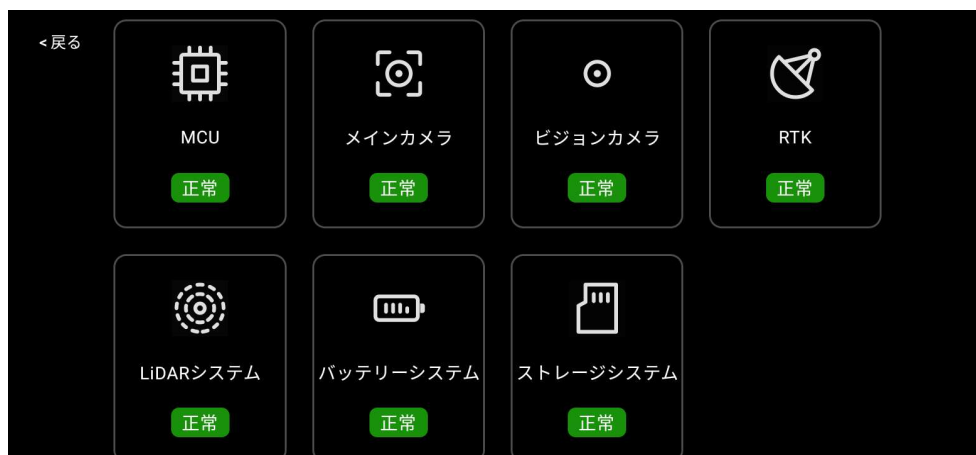 <戻る
MCU
メインカメラ
ビジョンカメラ
RTK
正常
正常
正常
正常
LiDARシステム
バッテリーシステム
ストレージシステム
正常
正常
正常